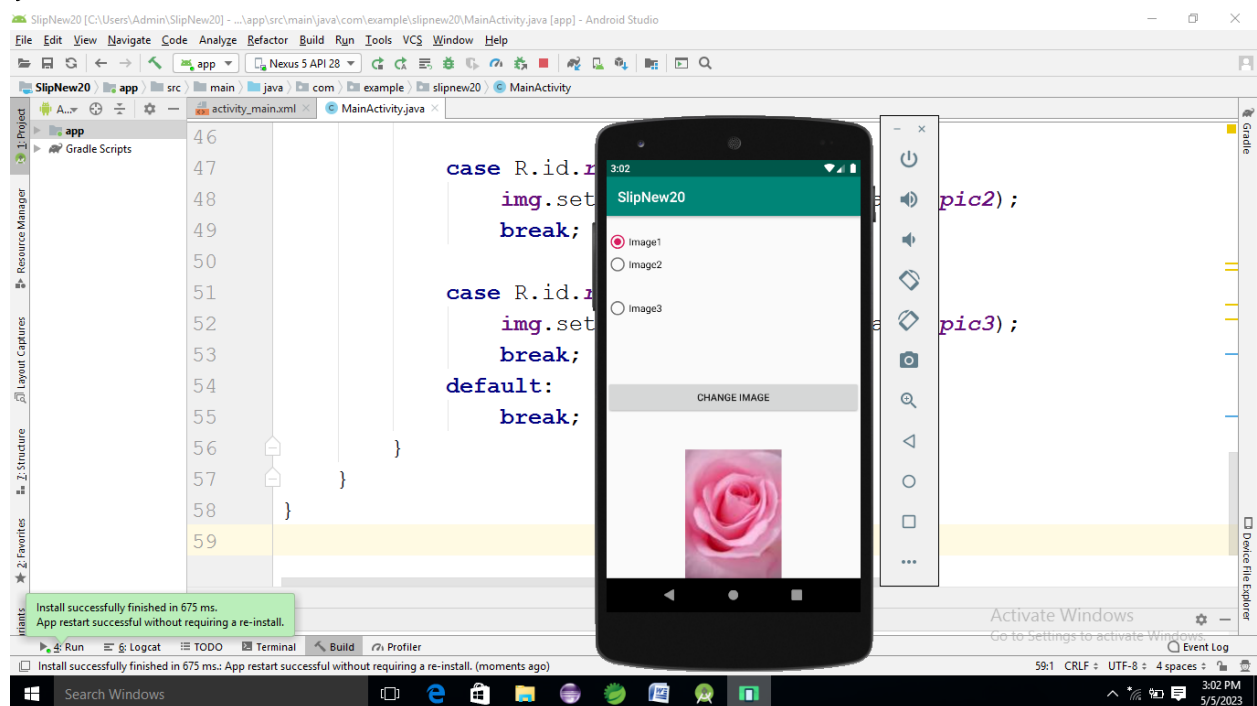 SlipNew20 [C:\Users\Admin\SlipNew20] - ...\app\src\main\java\com\example\slipnew20\MainActivity.java [app] - Android Studio
File Edit View Navigate Code Analyze Refactor Build Run Tools VCS Window Help
app Nexus 5 API 28
SlipNew20 app src main java com example slipnew20 MainActivity
A... activity_main.xml MainActivity.java
1: Project
Resource Manager
Layout Captures
7: Structure
2: Favorites
app
Gradle Scripts
46
47 case R.id.
48 img.set pic2);
49 break;
50
51 case R.id.
52 img.set pic3);
53 break;
54 default:
55 break;
56 }
57 }
58 }
59
3:02
SlipNew20
Image1
Image2
Image3
CHANGE IMAGE
Gradle
Device File Explorer
Install successfully finished in 675 ms.
App restart successful without requiring a re-install.
Activate Windows
Go to Settings to activate Windows.
4: Run 6: Logcat TODO Terminal Build Profiler Event Log
Install successfully finished in 675 ms.: App restart successful without requiring a re-install. (moments ago) 59:1 CRLF UTF-8 4 spaces
Search Windows
3:02 PM
5/5/2023